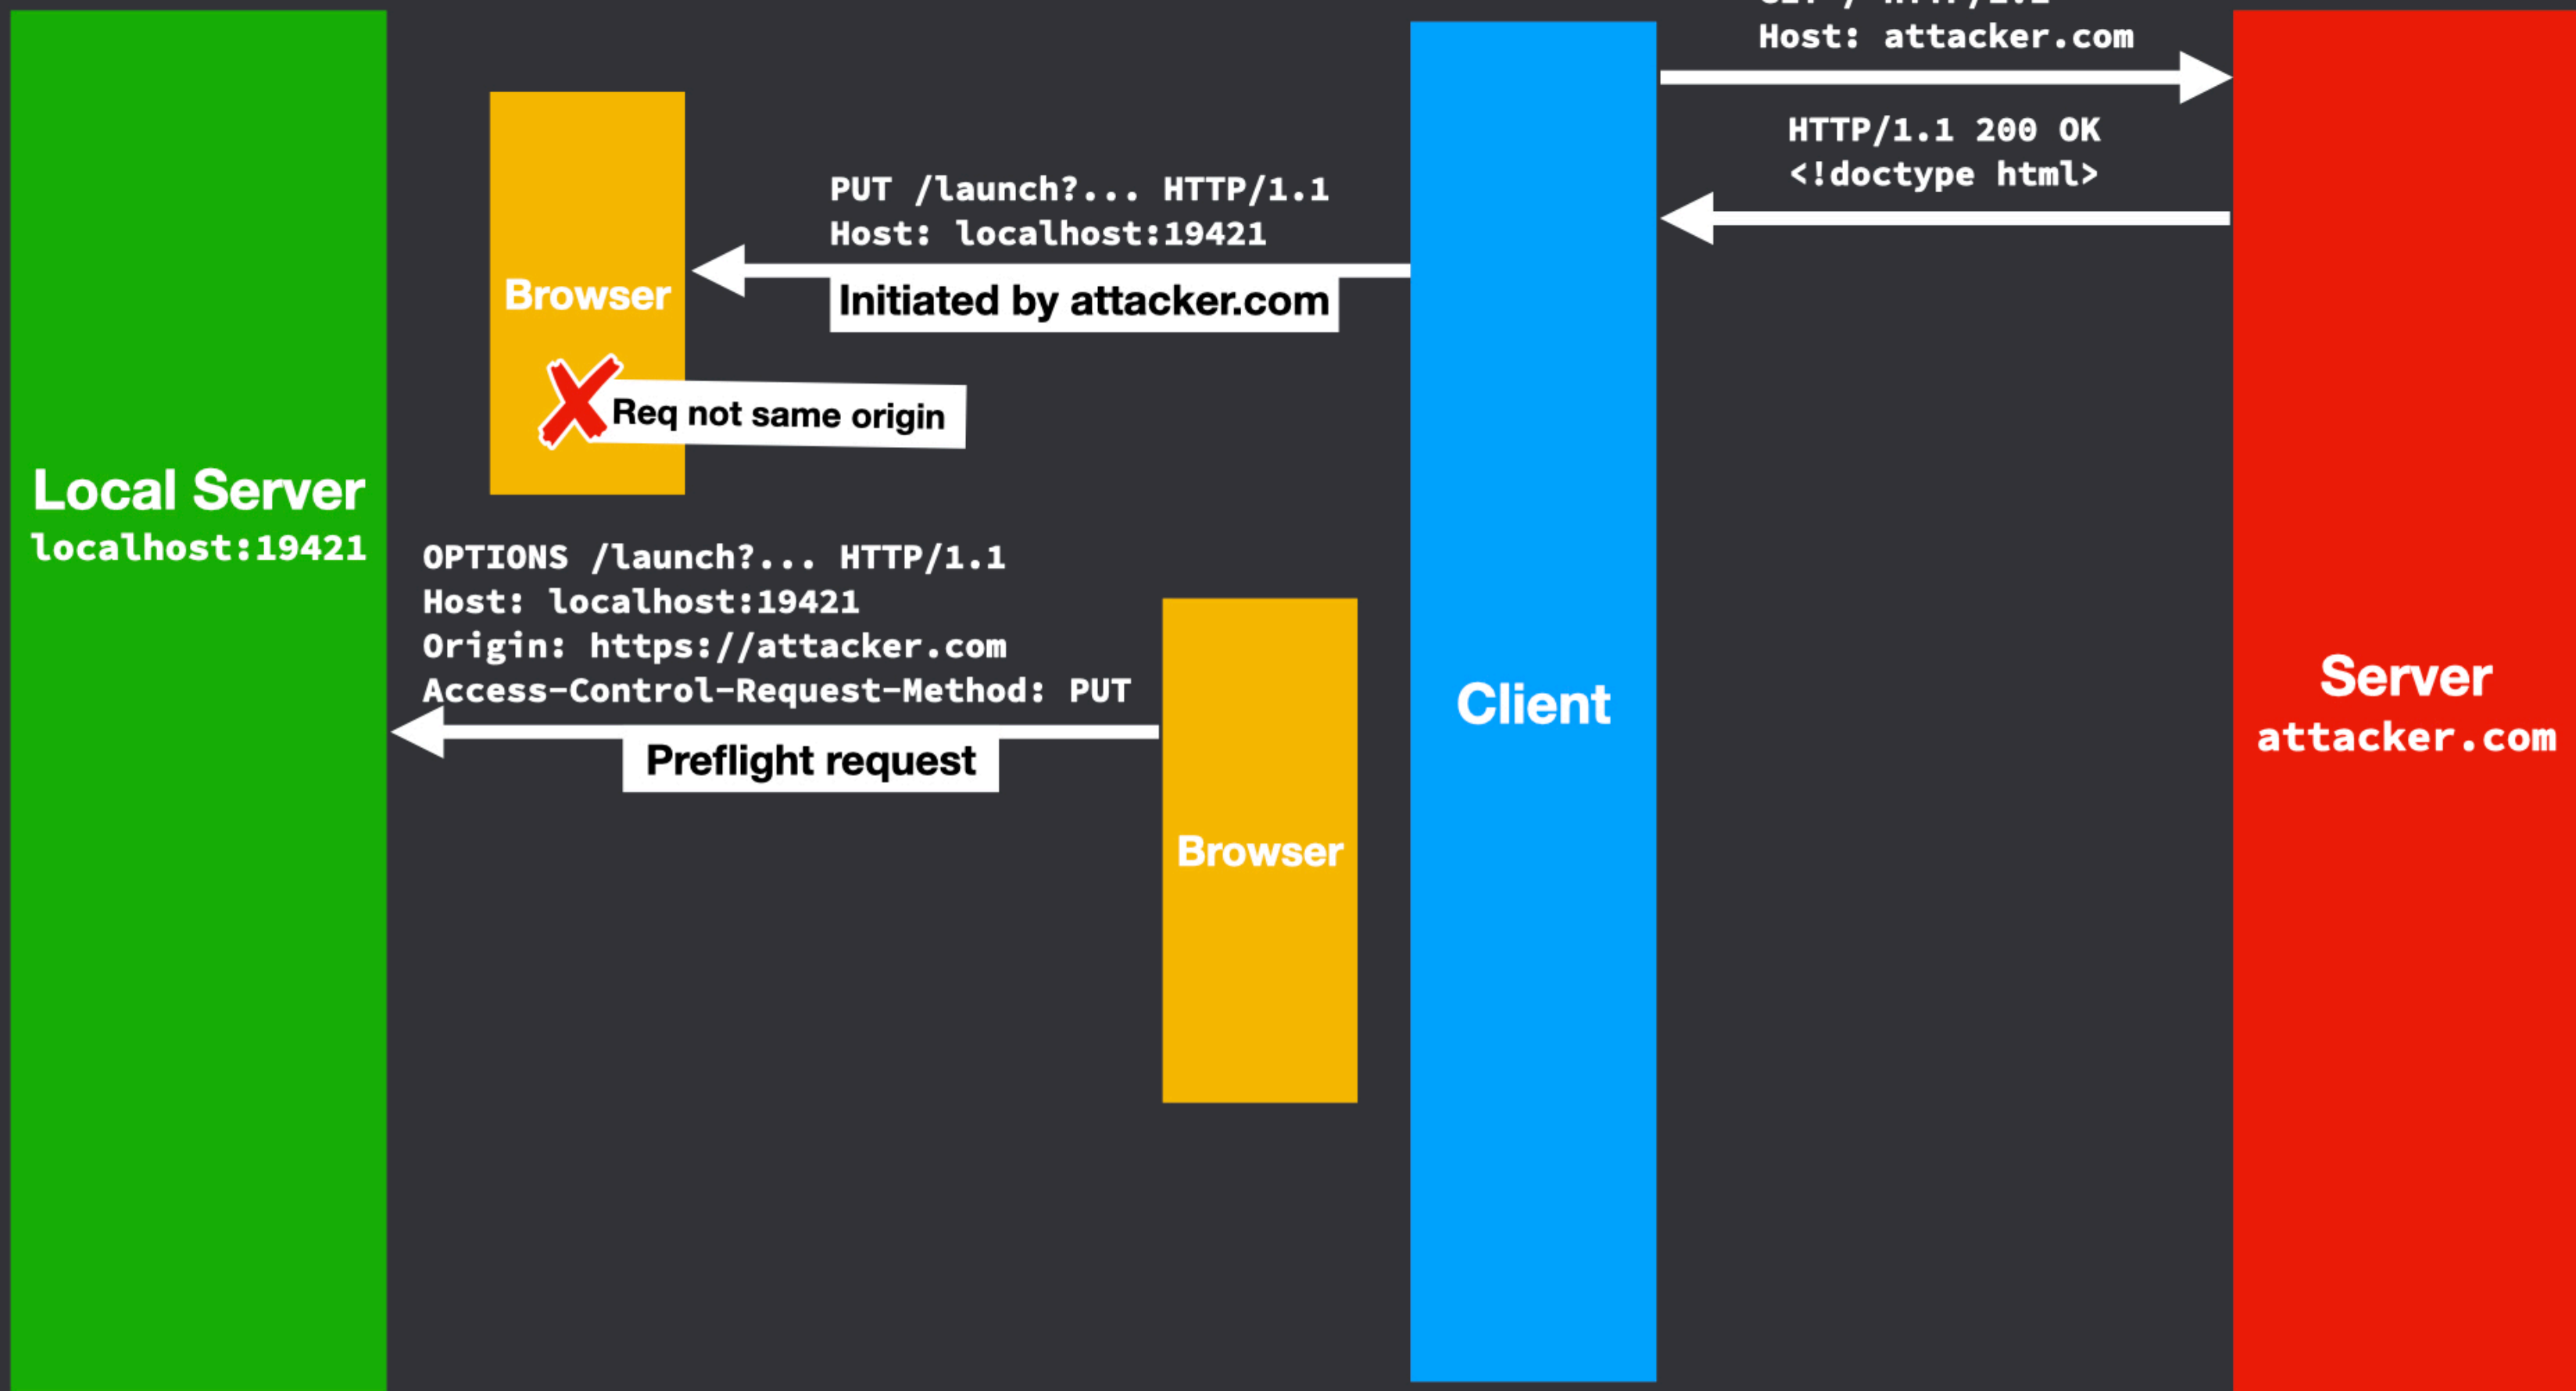 Host: attacker.com
HTTP/1.1 200 OK
<!doctype html>
PUT /launch?... HTTP/1.1
Host: localhost:19421
Initiated by attacker.com
Browser
Req not same origin
Local Server
localhost:19421
OPTIONS /launch?... HTTP/1.1
Host: localhost:19421
Origin: https://attacker.com
Access-Control-Request-Method: PUT
Preflight request
Browser
Client
Server
attacker.com